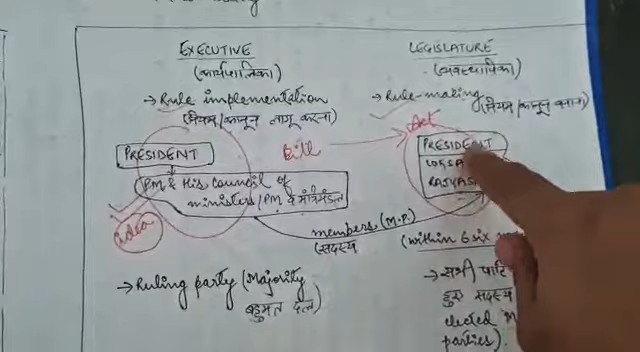 EXECUTIVE
(कार्यपालिका)
→ Rule implementation
(नियम/कानून लागू करना)
PRESIDENT
PM & His Council of
ministers/PM & मंत्रिमंडल
idea
Bill
Act
→ Ruling party (Majority
बहुमत दल)
LEGISLATURE
(व्यवस्थापिका)
→ Rule-making
(नियम/कानून बनाना)
PRESIDENT
members (M.P.)
(सदस्य
(within 6 six
→ सभी
हुए सदस्य
elected
parties).